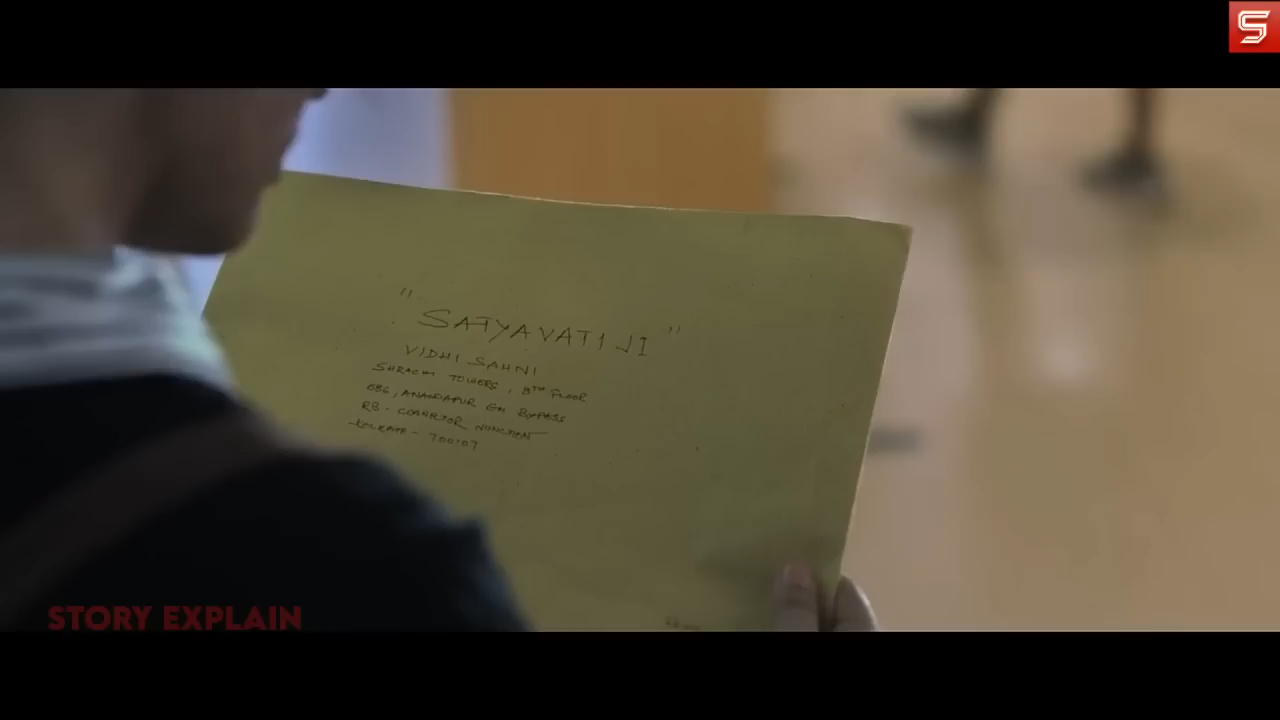 S
" SATYAVATI JI "
VIDHI SAHNI
SHRACHI TOWERS, 8TH FLOOR
686, ANANDAPUR EM BYPASS
RB - CONNECTOR JUNCTION
KOLKATA - 700107
STORY EXPLAIN